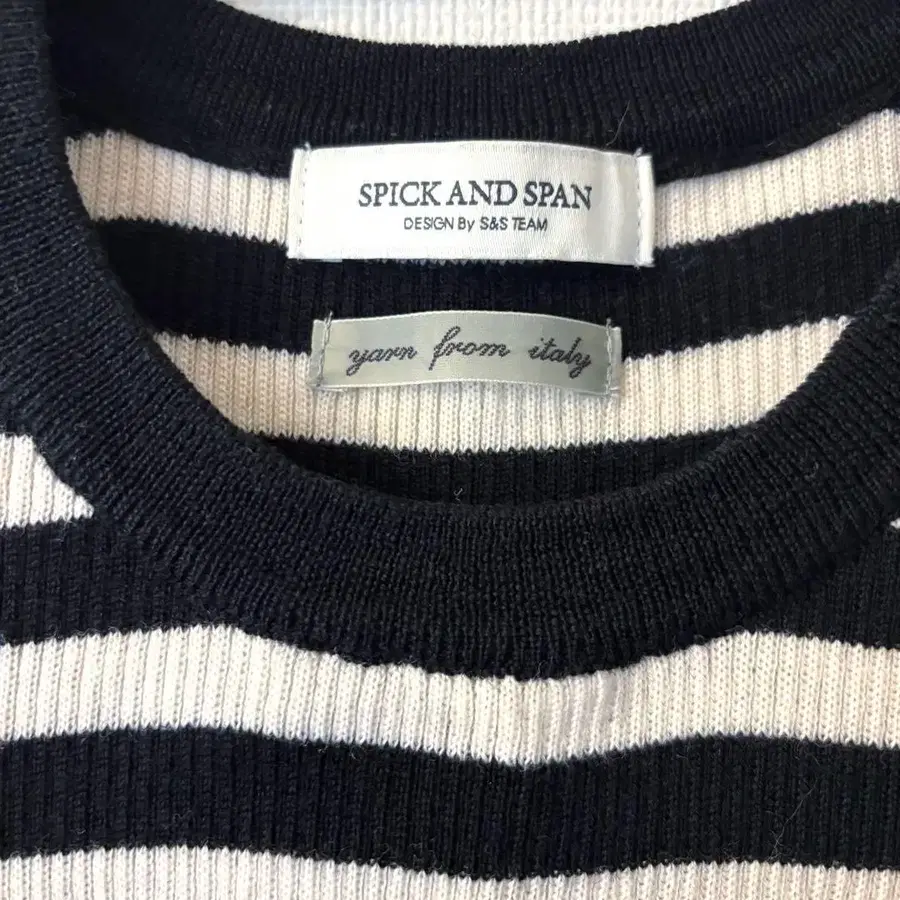 SPICK AND SPAN
DESIGN By S&S TEAM
yarn from italy